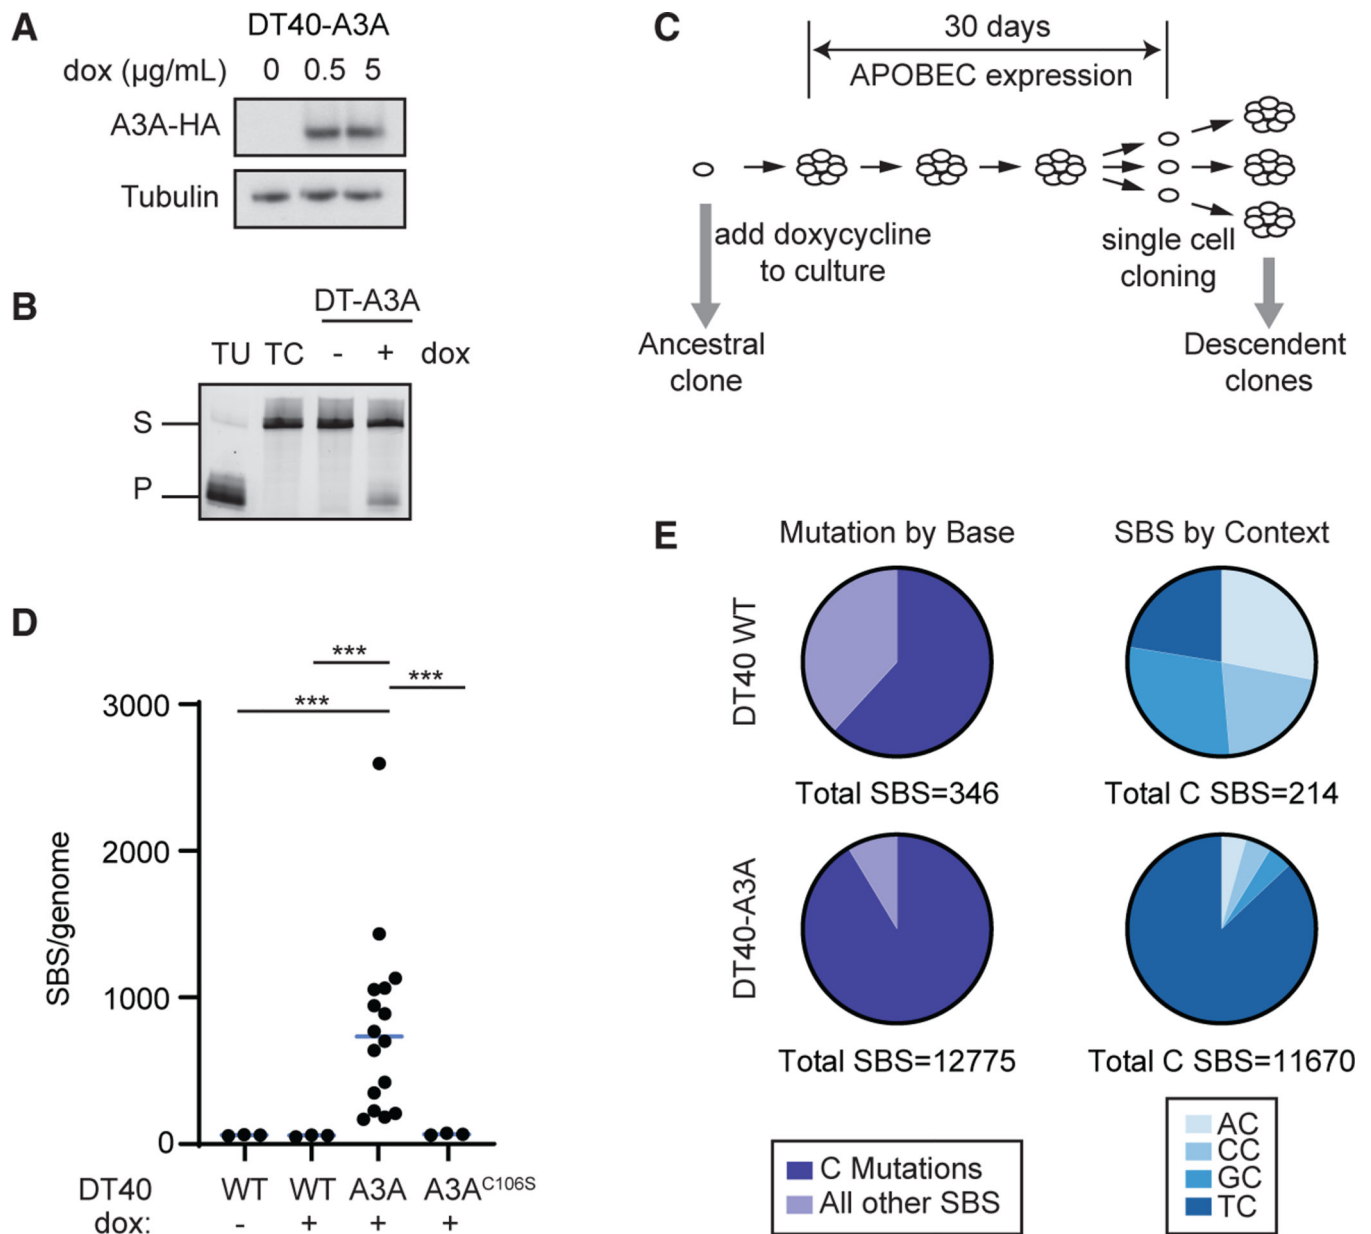 A
DT40-A3A
dox (µg/mL) 0 0.5 5
A3A-HA
Tubulin
B
DT-A3A
TU TC - + dox
S
P
C
30 days
APOBEC expression
add doxycycline
to culture
single cell
cloning
Ancestral
clone
Descendent
clones
D
***
***
***
3000
2000
1000
0
SBS/genome
DT40 WT WT A3A A3A^C106S
dox: - + + +
E
Mutation by Base SBS by Context
DT40 WT
Total SBS=346 Total C SBS=214
DT40-A3A
Total SBS=12775 Total C SBS=11670
C Mutations
All other SBS
AC
CC
GC
TC